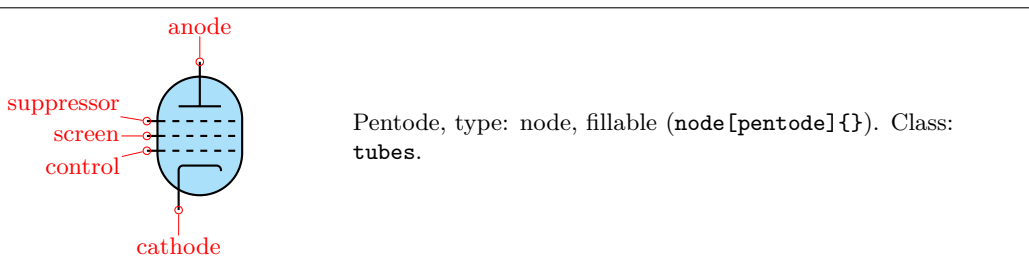 anode
suppressor
screen
control
cathode
Pentode, type: node, fillable (node[pentode]{}). Class:
tubes.